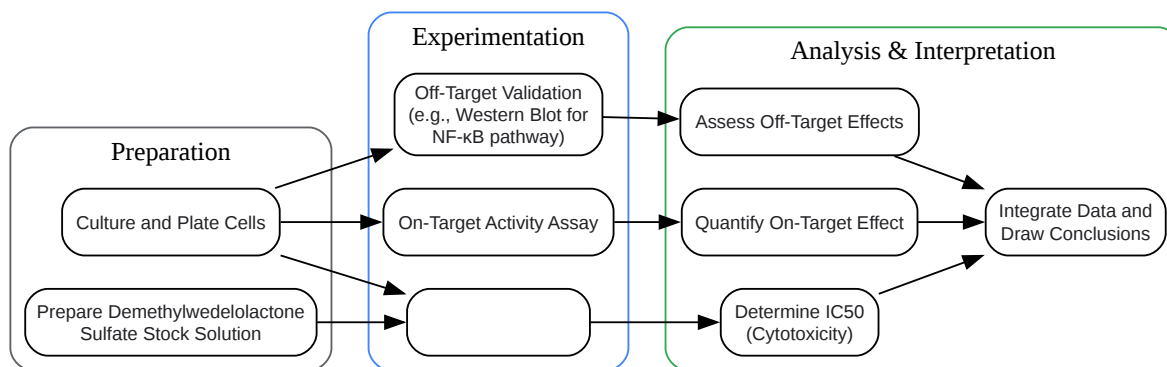 Preparation
Culture and Plate Cells
Prepare Demethylwedelolactone
Sulfate Stock Solution
Experimentation
Off-Target Validation
(e.g., Western Blot for
NF-κB pathway)
On-Target Activity Assay
Analysis & Interpretation
Assess Off-Target Effects
Quantify On-Target Effect
Determine IC50
(Cytotoxicity)
Integrate Data and
Draw Conclusions